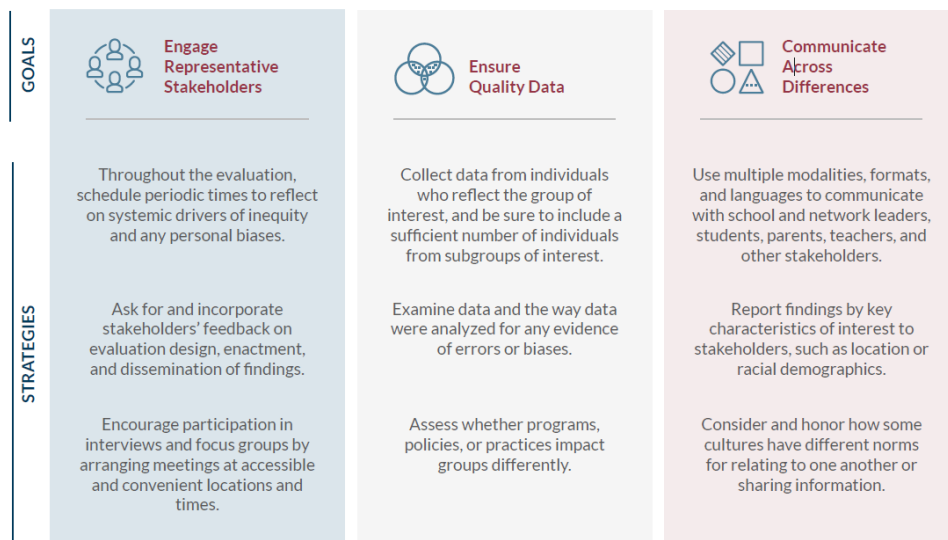 GOALS
Engage
Representative
Stakeholders
Ensure
Quality Data
Communicate
Across
Differences
STRATEGIES
Throughout the evaluation,
schedule periodic times to reflect
on systemic drivers of inequity
and any personal biases.
Ask for and incorporate
stakeholders' feedback on
evaluation design, enactment,
and dissemination of findings.
Encourage participation in
interviews and focus groups by
arranging meetings at accessible
and convenient locations and
times.
Collect data from individuals
who reflect the group of
interest, and be sure to include a
sufficient number of individuals
from subgroups of interest.
Examine data and the way data
were analyzed for any evidence
of errors or biases.
Assess whether programs,
policies, or practices impact
groups differently.
Use multiple modalities, formats,
and languages to communicate
with school and network leaders,
students, parents, teachers, and
other stakeholders.
Report findings by key
characteristics of interest to
stakeholders, such as location or
racial demographics.
Consider and honor how some
cultures have different norms
for relating to one another or
sharing information.